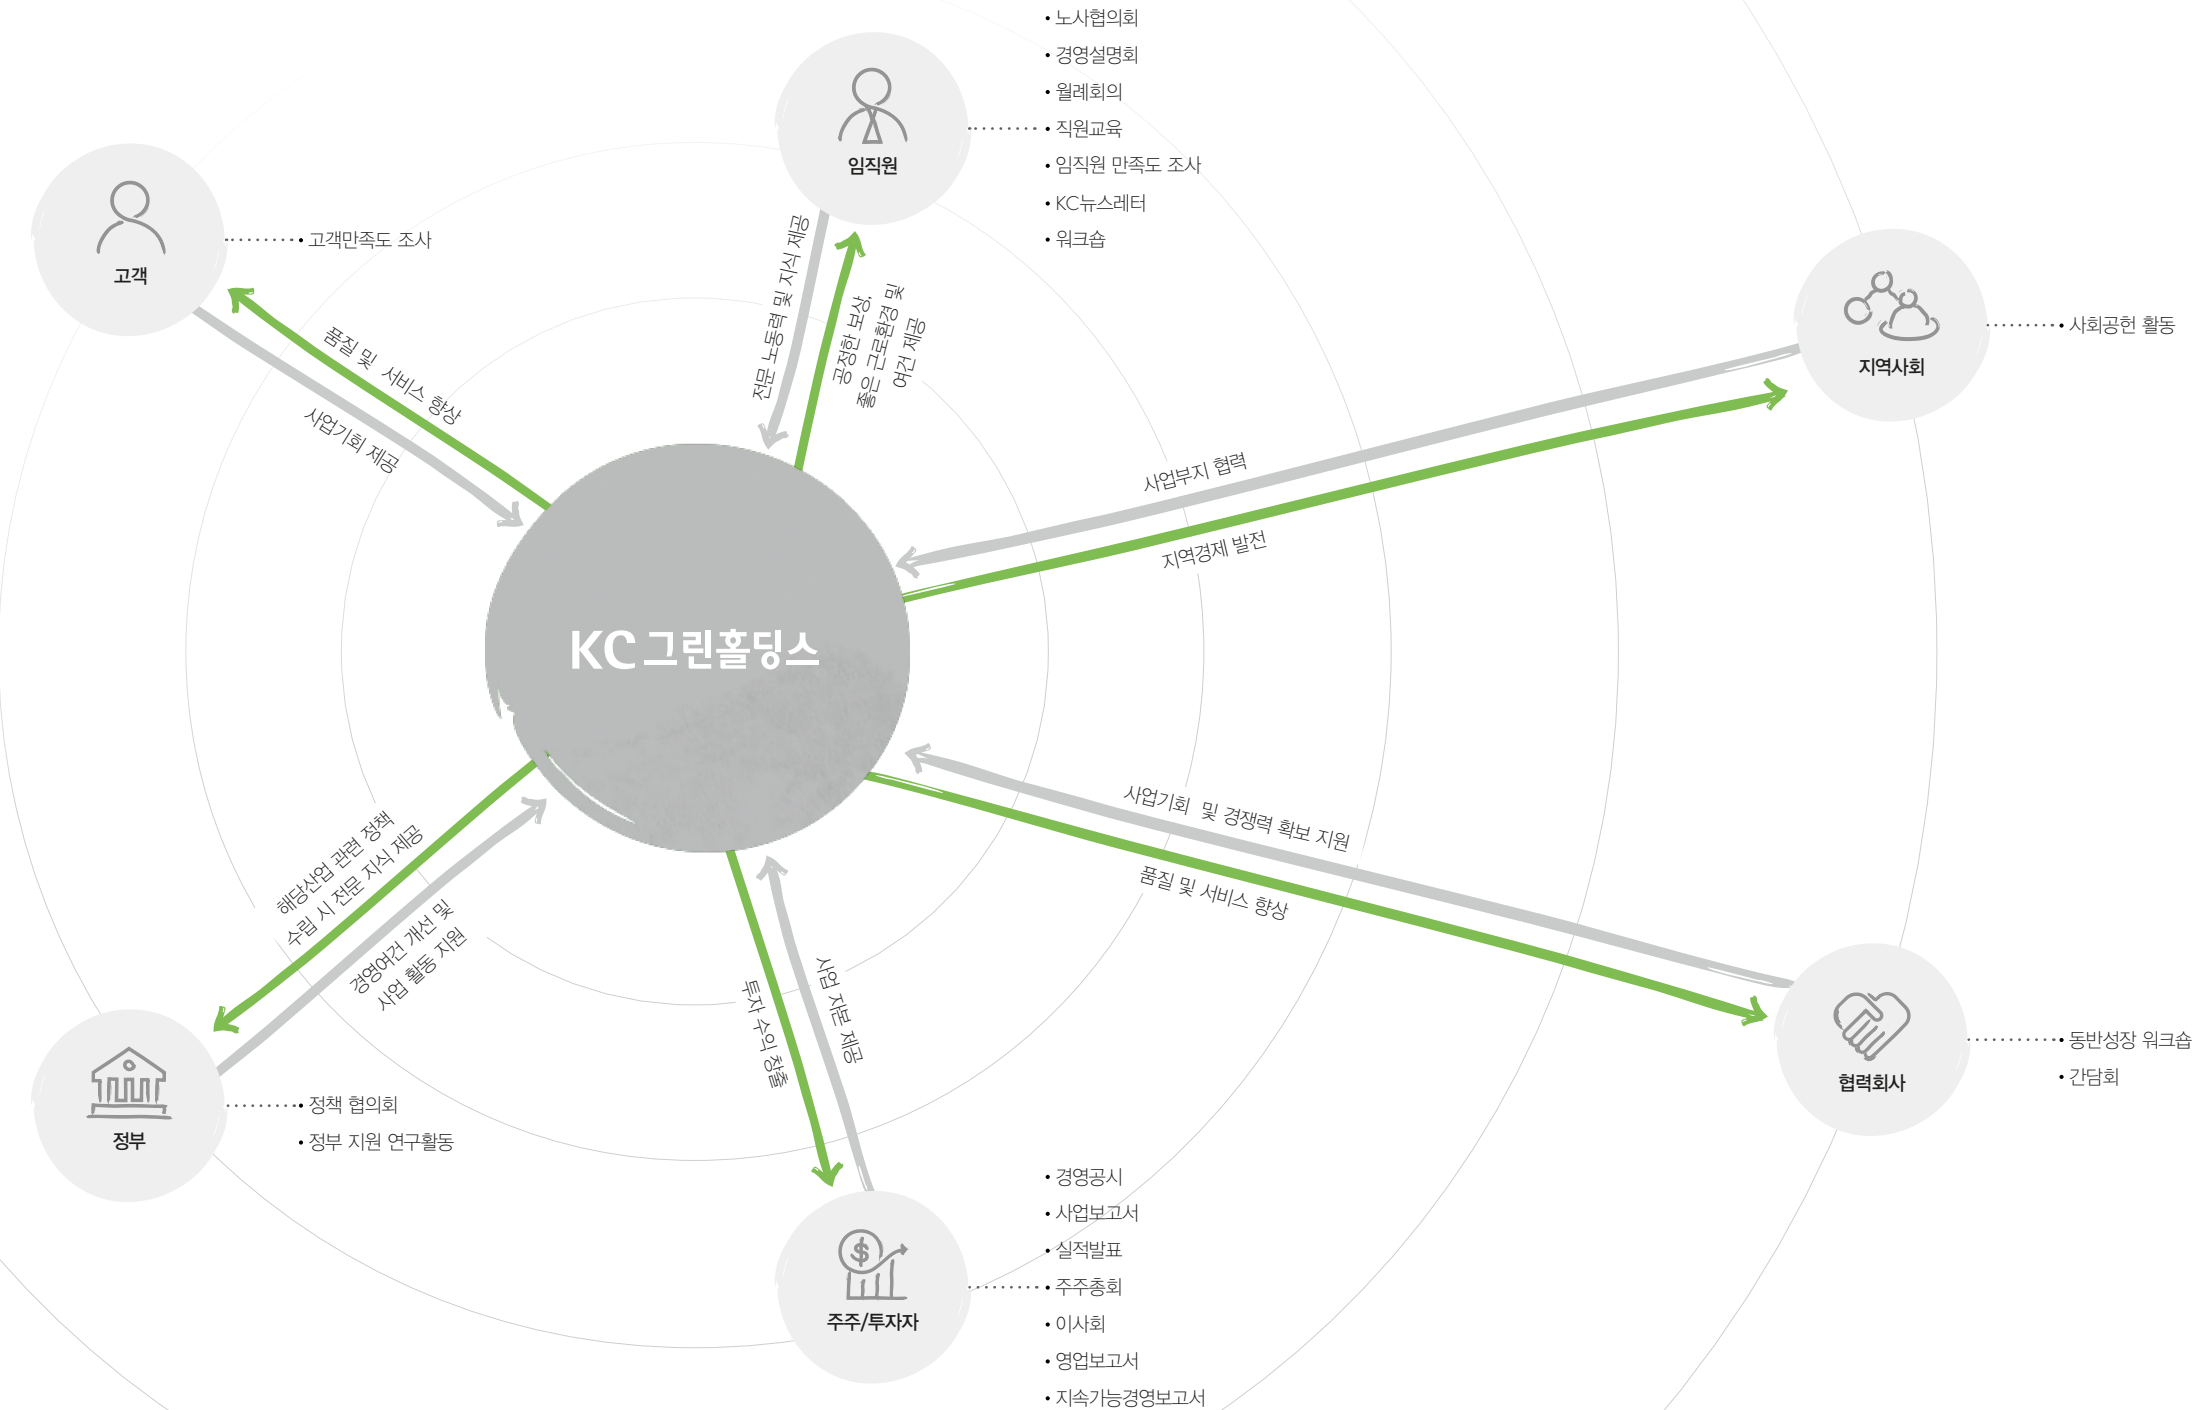 • 노사협의회
• 경영설명회
• 월례회의
• 직원교육
• 임직원 만족도 조사
• KC뉴스레터
• 워크숍
임직원
고객
• 고객만족도 조사
지역사회
• 사회공헌 활동
품질 및 서비스 향상
사업기회 제공
전문 노동력 및 지식 제공
공정한 보상,
좋은 근로환경 및
여건 제공
사업부지 협력
지역경제 발전
KC 그린홀딩스
사업기회 및 경쟁력 확보 지원
품질 및 서비스 향상
해당산업 관련 정책
수립 시 전문 지식 제공
경영여건 개선 및
사업 활동 지원
투자 수익 창출
사업 자본 제공
정부
• 정책 협의회
• 정부 지원 연구활동
협력회사
• 동반성장 워크숍
• 간담회
주주/투자자
• 경영공시
• 사업보고서
• 실적발표
• 주주총회
• 이사회
• 영업보고서
• 지속가능경영보고서